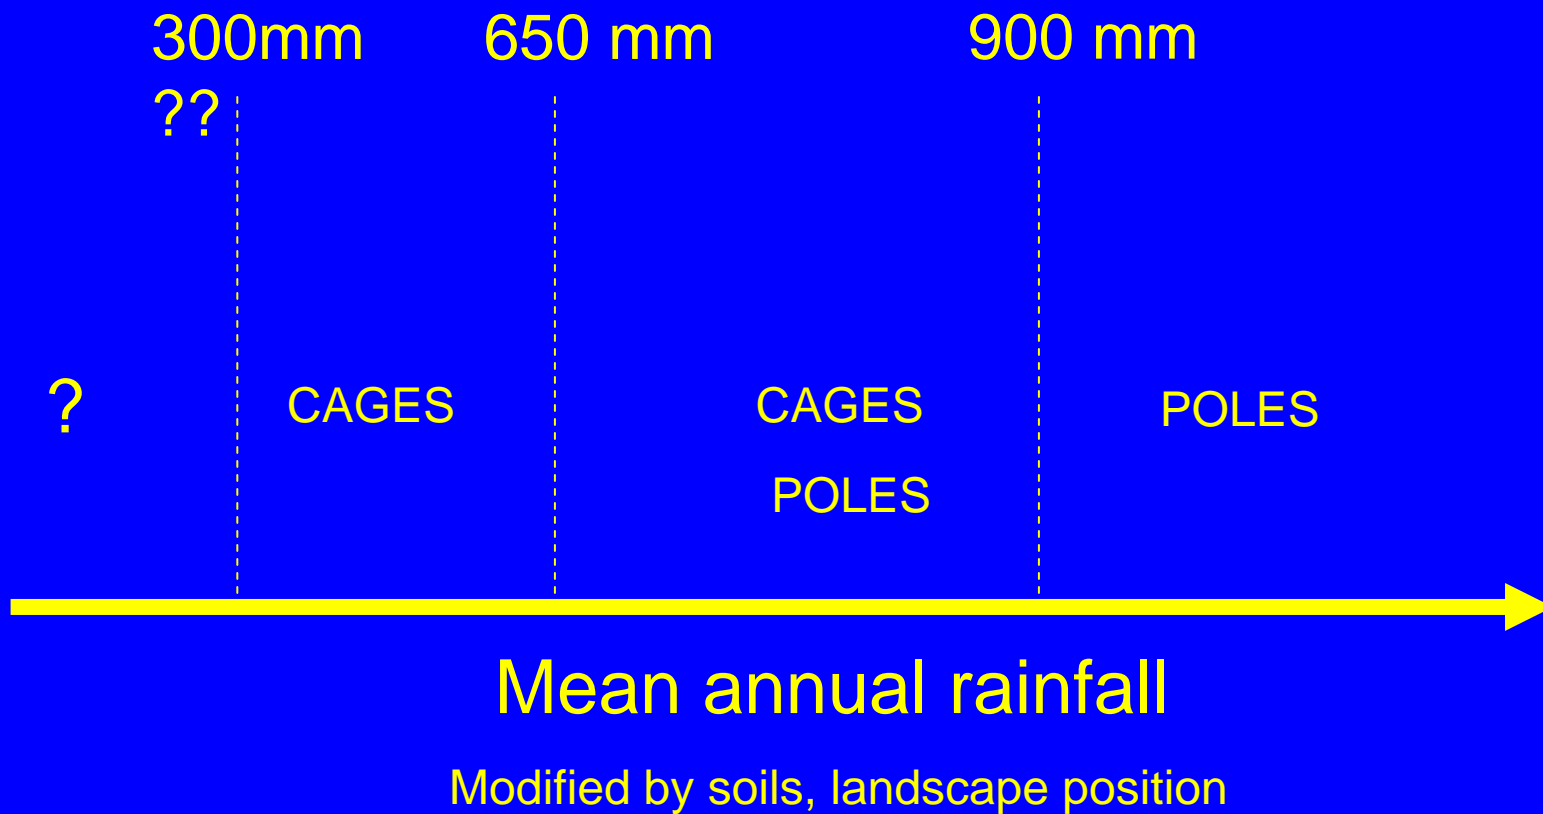 300mm 650 mm 900 mm
??
? CAGES CAGES POLES
POLES
Mean annual rainfall
Modified by soils, landscape position